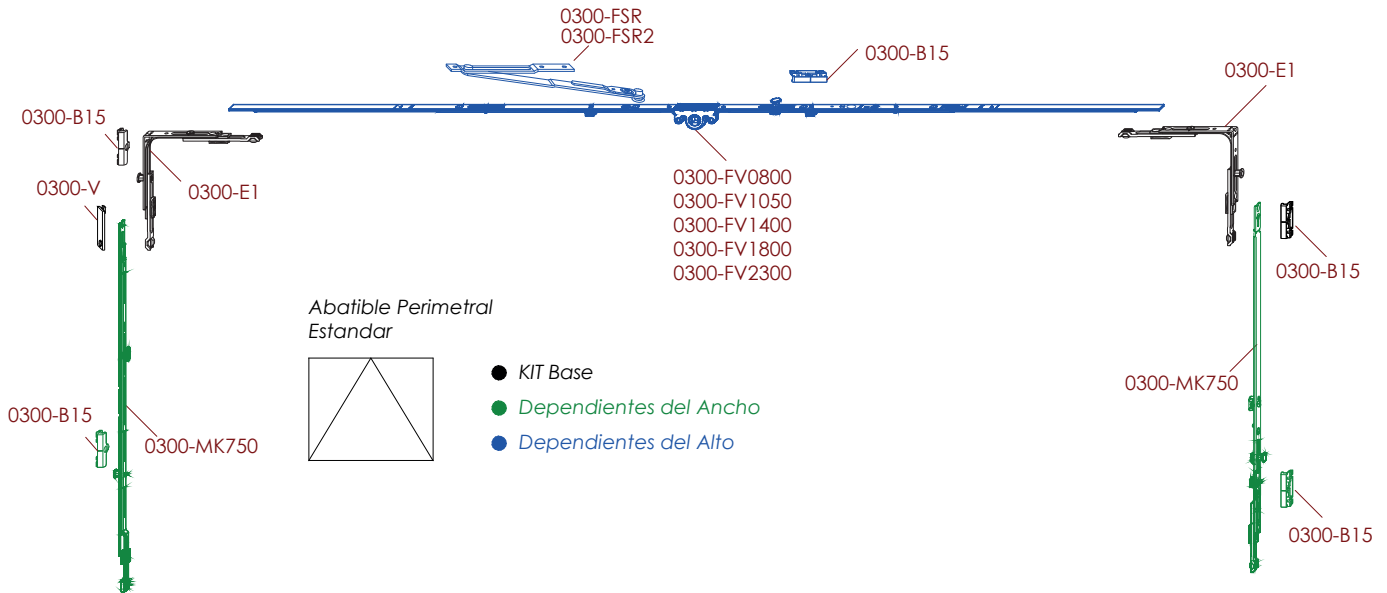 0300-FSR
0300-FSR2
0300-B15
0300-E1
0300-B15
0300-V
0300-E1
0300-FV0800
0300-FV1050
0300-FV1400
0300-FV1800
0300-FV2300
0300-B15
Abatible Perimetral
Estandar
KIT Base
Dependientes del Ancho
Dependientes del Alto
0300-MK750
0300-B15
0300-MK750
0300-B15